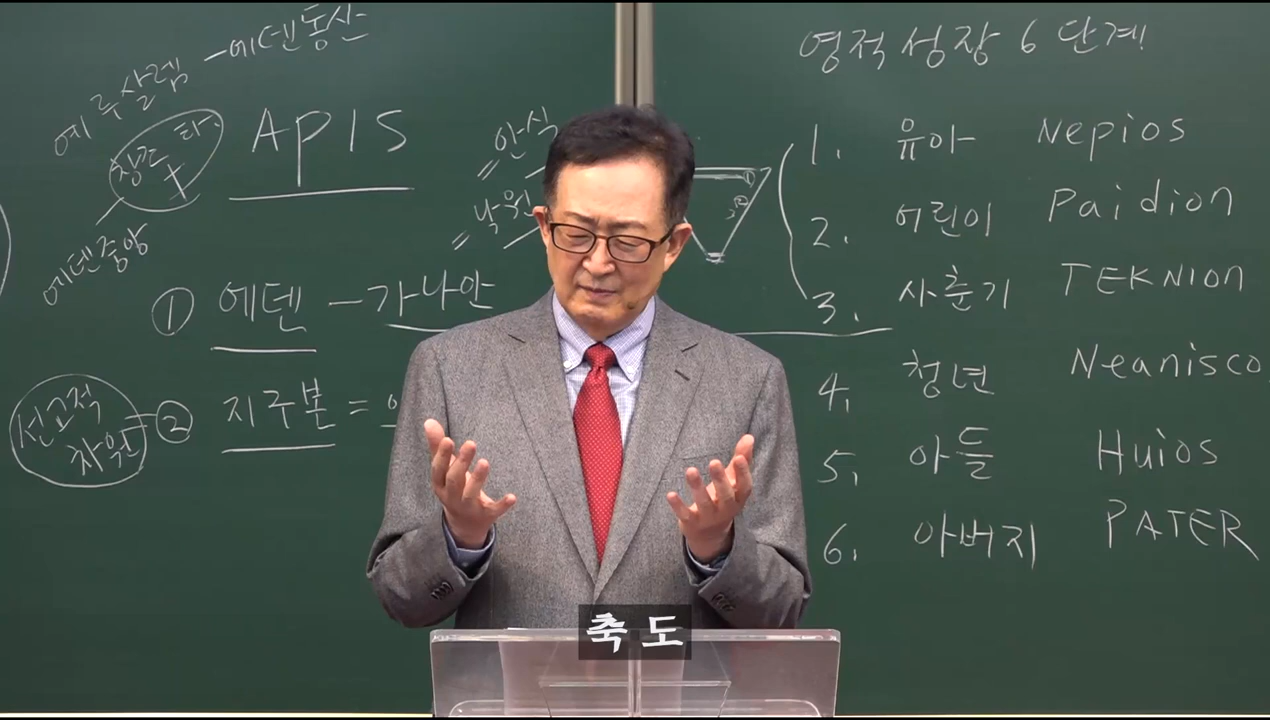 예루살렘 - 에덴동산
창조 타.
에덴중앙
APIS
= 안식
= 낙원
① 에덴 - 가나안
선교적
차원
② 지구본 =
영적성장 6단계
1. 유아 Nepios
2. 어린이 Paidion
3. 사춘기 TEKNION
4. 청년 Neanisco
5. 아들 Huios
6. 아버지 PATER
축도